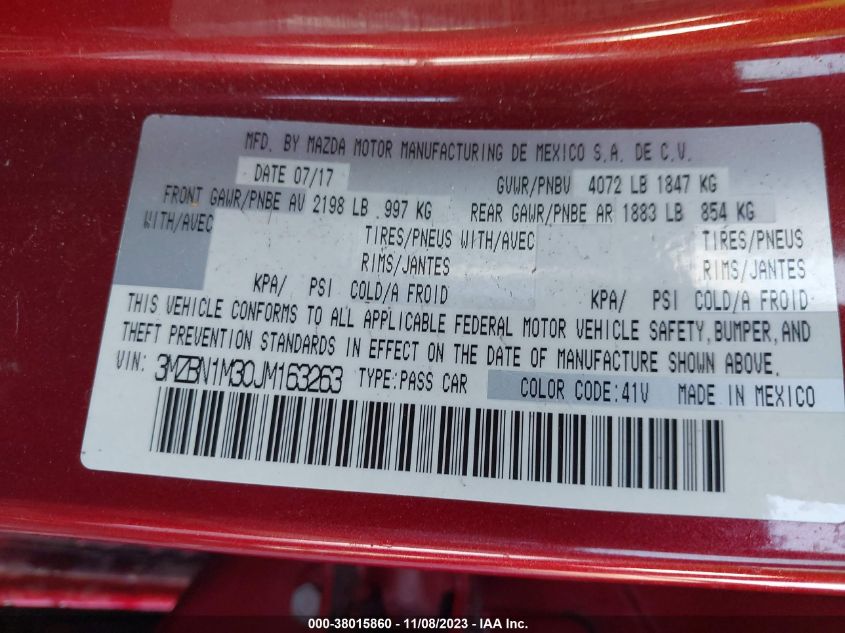 MFD. BY MAZDA MOTOR MANUFACTURING DE MEXICO S.A. DE C.V.
DATE 07/17 GVWR/PNBV 4072 LB 1847 KG
FRONT GAWR/PNBE AV 2198 LB 997 KG REAR GAWR/PNBE AR 1883 LB 854 KG
WITH/AVEC TIRES/PNEUS WITH/AVEC TIRES/PNEUS
RIMS/JANTES RIMS/JANTES
KPA/ PSI COLD/A FROID KPA/ PSI COLD/A FROID
THIS VEHICLE CONFORMS TO ALL APPLICABLE FEDERAL MOTOR VEHICLE SAFETY, BUMPER, AND
THEFT PREVENTION STANDARDS IN EFFECT ON THE DATE OF MANUFACTURE SHOWN ABOVE.
VIN: 3MZBN1M30JM163263 TYPE:PASS CAR COLOR CODE:41V MADE IN MEXICO
000-38015860 - 11/08/2023 - IAA Inc.